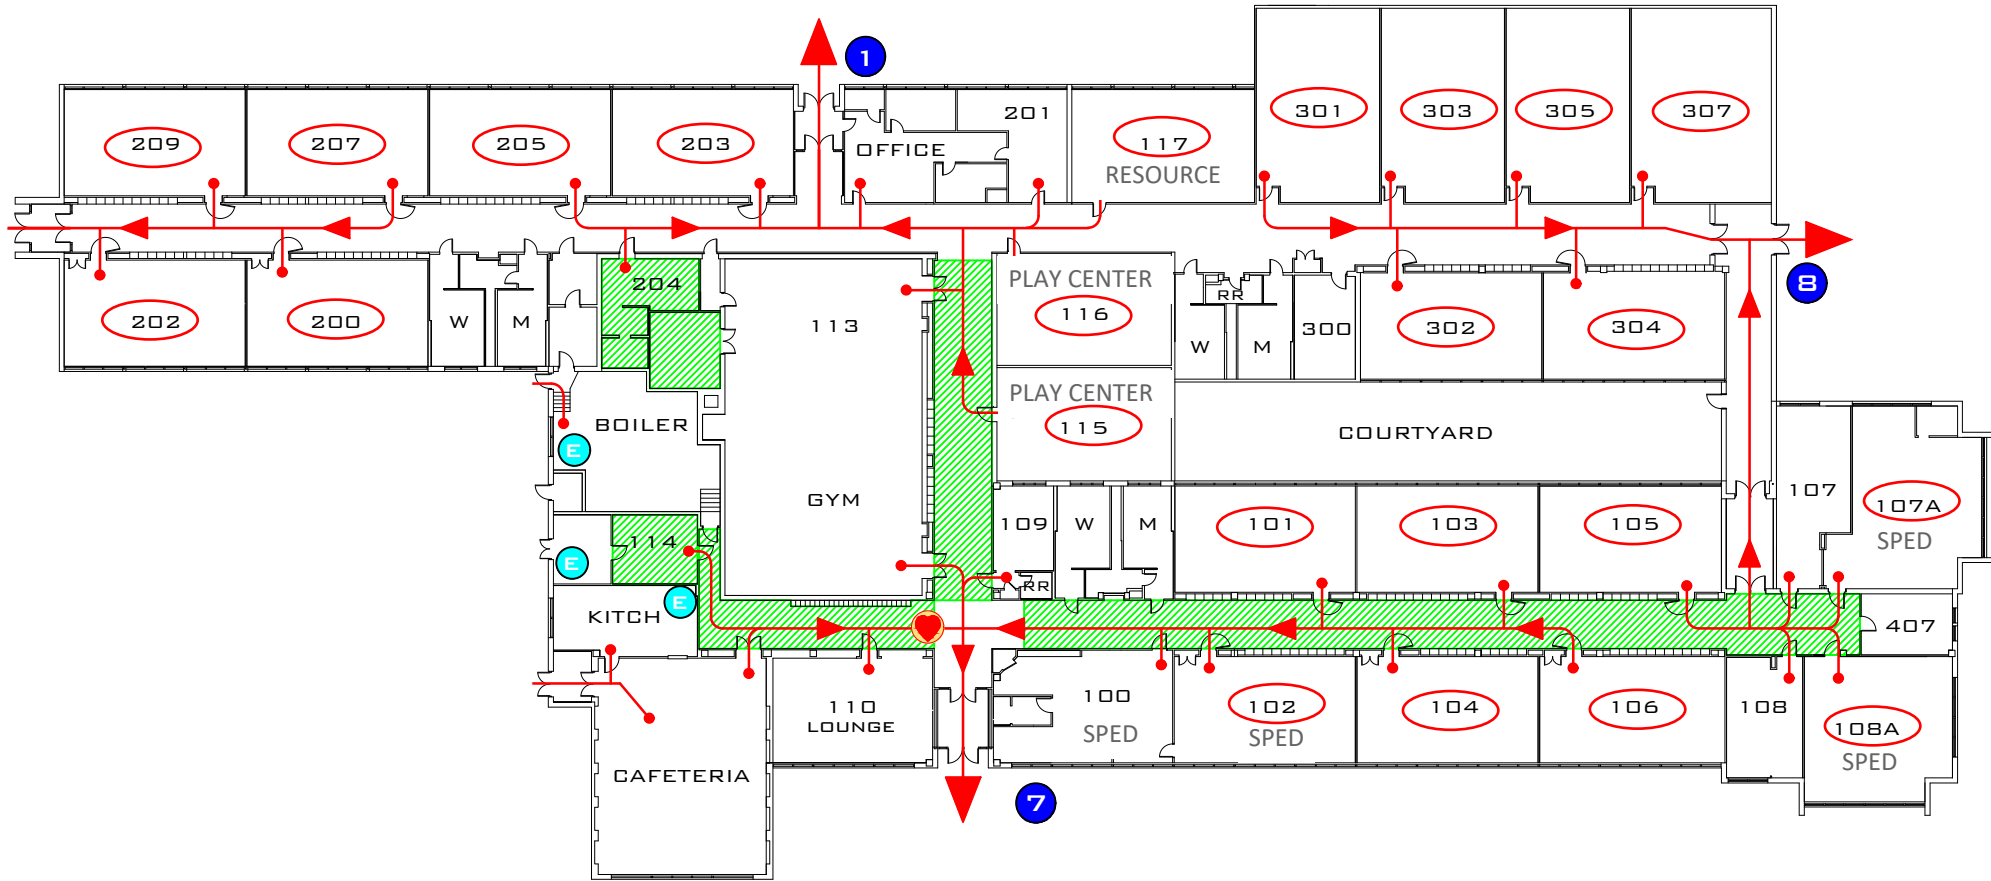 1
209
207
205
203
OFFICE
201
117
RESOURCE
301
303
305
307
202
200
W
M
204
113
PLAY CENTER
116
RR
W
M
300
302
304
8
PLAY CENTER
115
BOILER
E
COURTYARD
GYM
109
W
M
101
103
105
107
107A
SPED
114
E
E
RR
KITCH
407
110
LOUNGE
100
SPED
102
SPED
104
106
108
108A
SPED
CAFETERIA
7